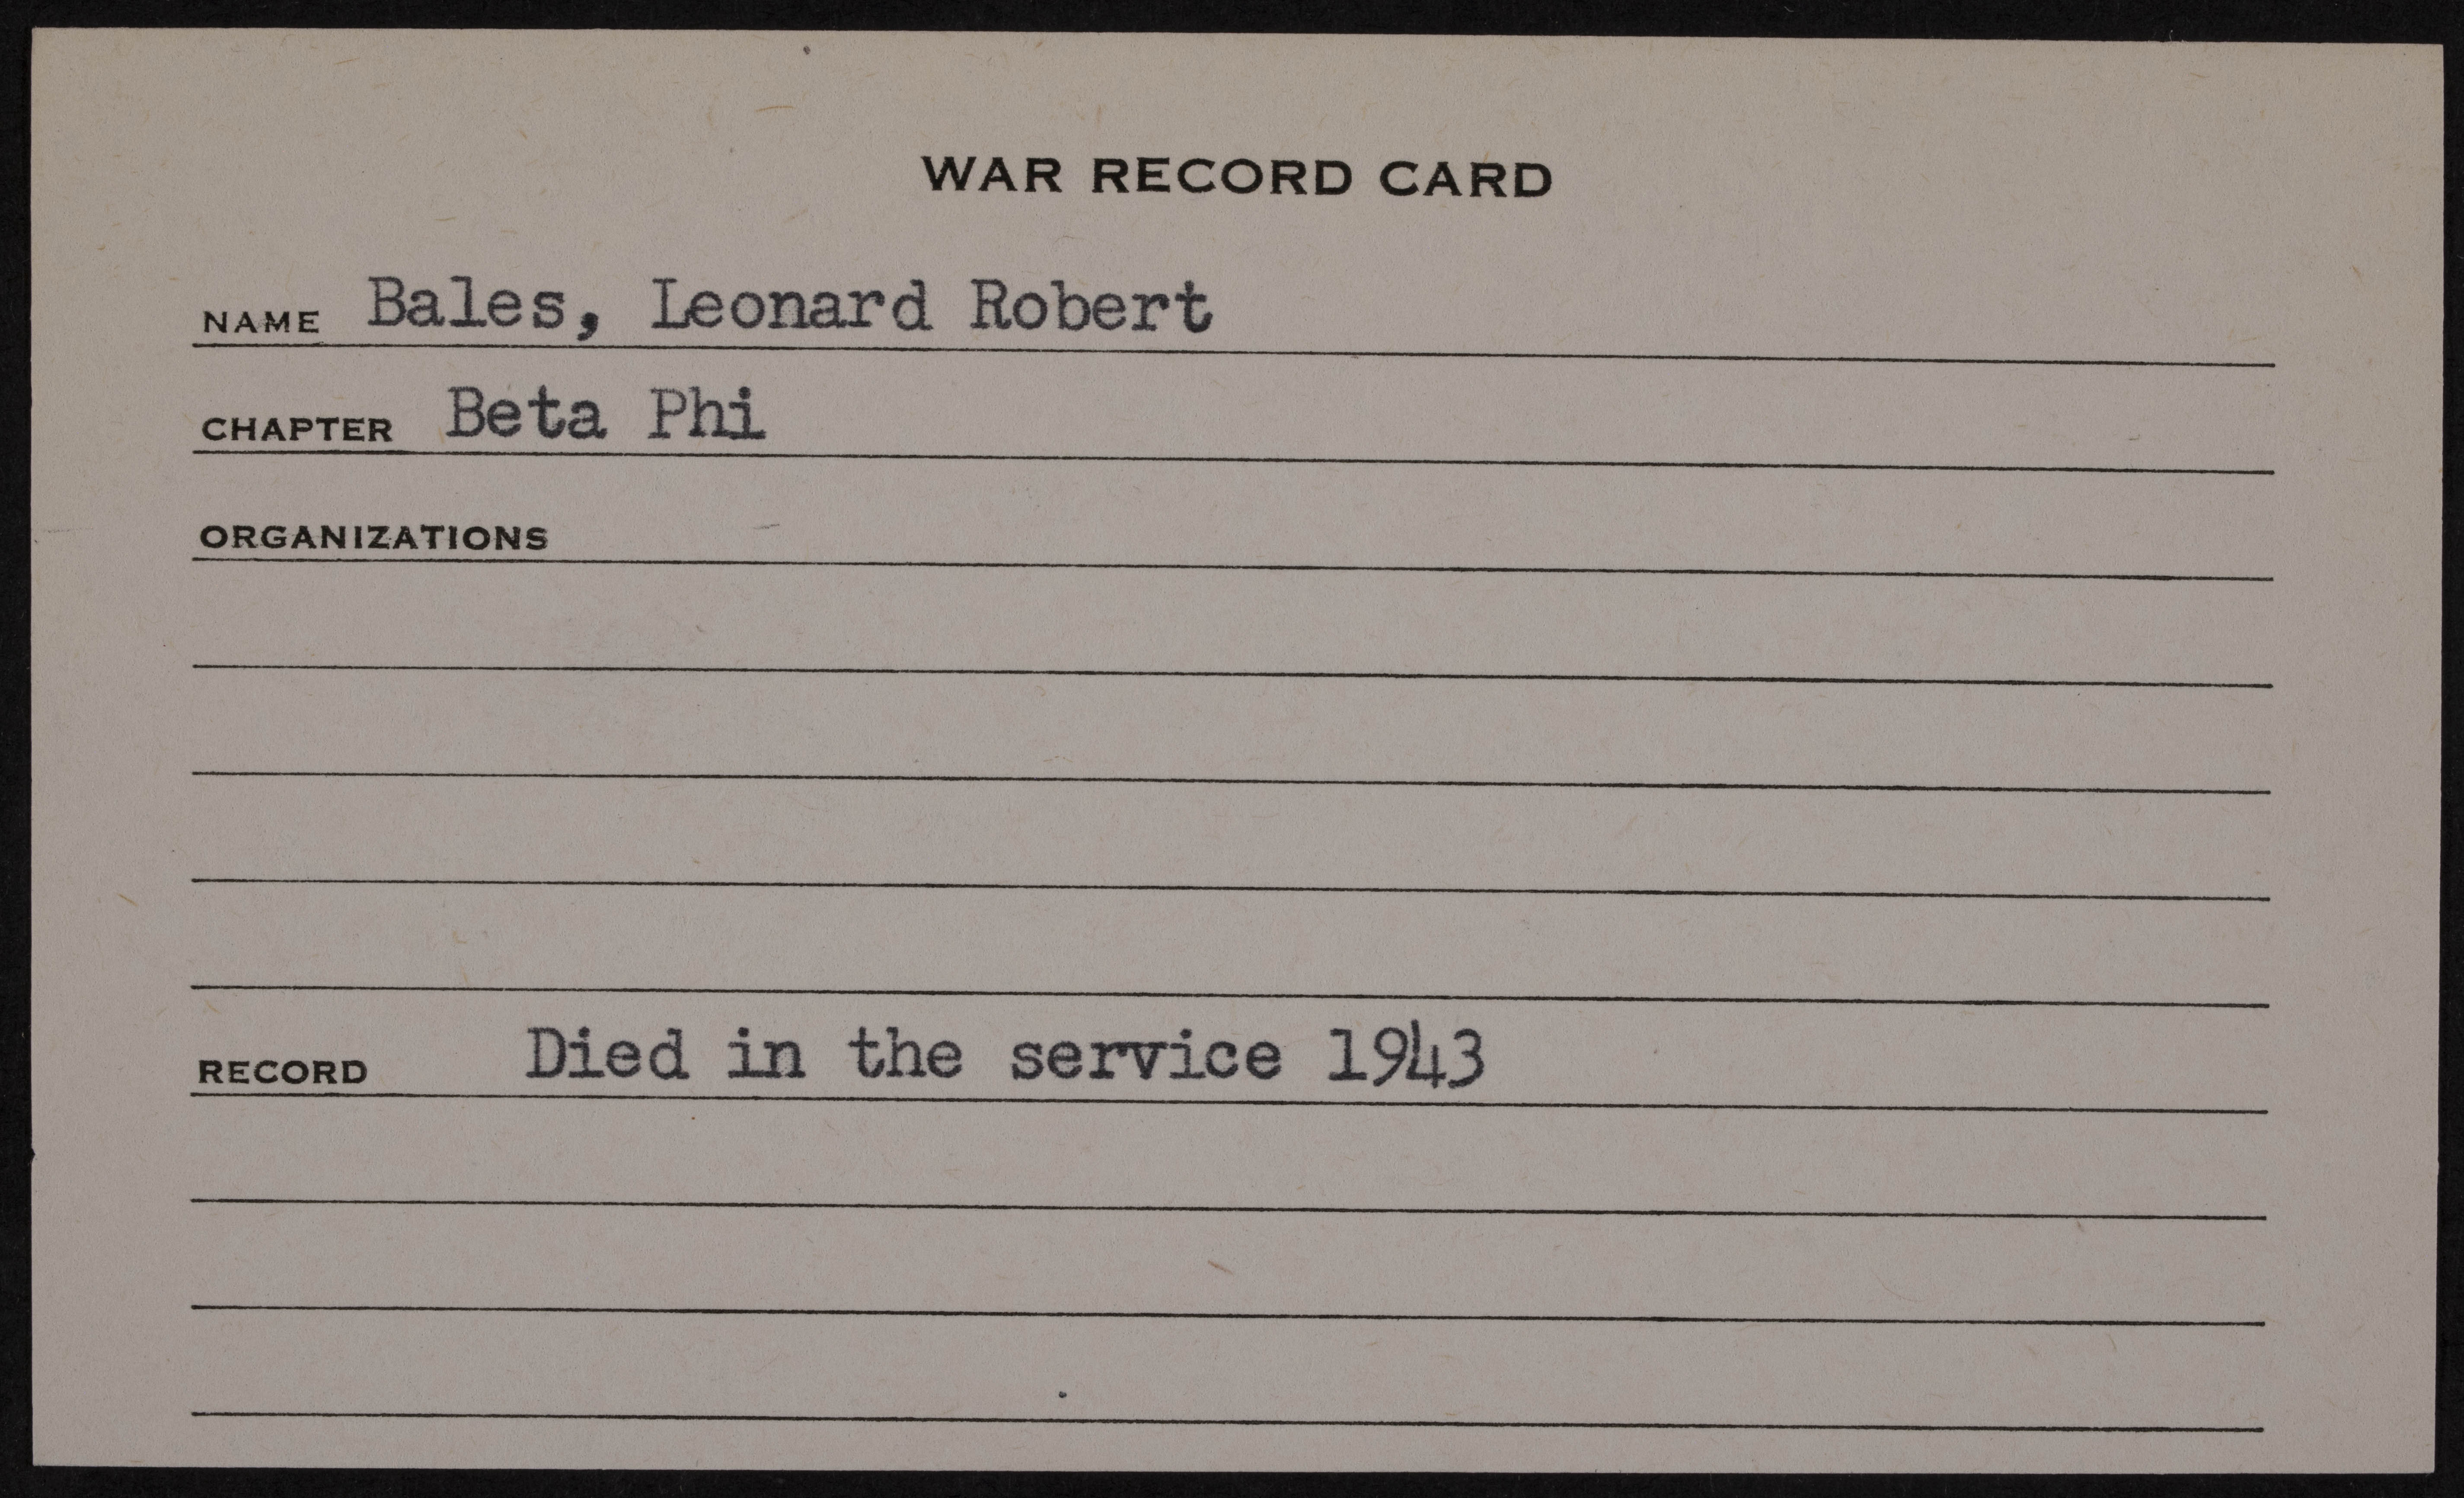 WAR RECORD CARD
NAME Bales, Leonard Robert
CHAPTER Beta Phi
ORGANIZATIONS
RECORD Died in the service 1943